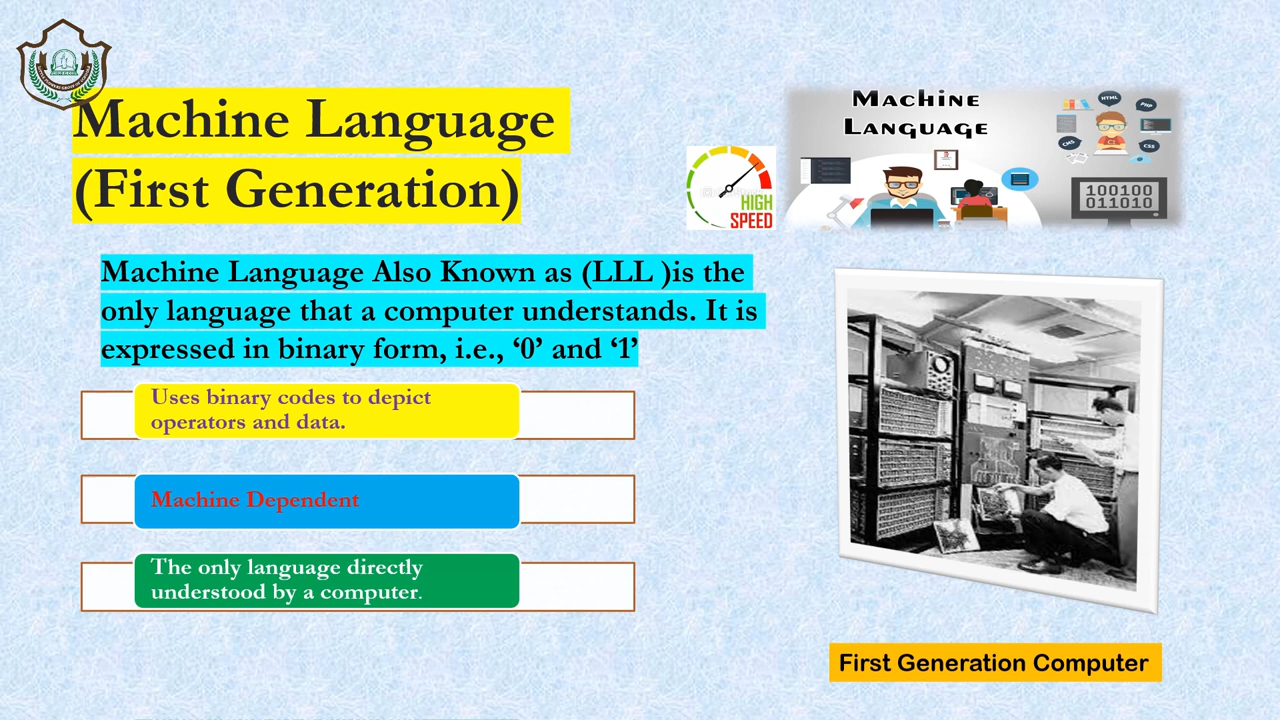 Machine Language
(First Generation)
HIGH
SPEED
MACHINE
LANGUAGE
HTML
PHP
CMS
CSS
100100
011010
Machine Language Also Known as (LLL )is the
only language that a computer understands. It is
expressed in binary form, i.e., ‘0’ and ‘1’
Uses binary codes to depict
operators and data.
Machine Dependent
The only language directly
understood by a computer.
First Generation Computer